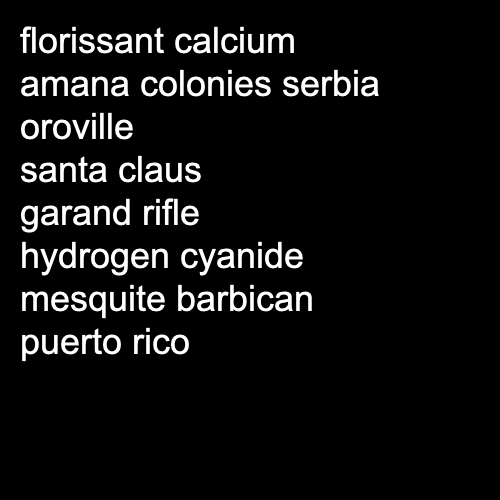 florissant calcium
amana colonies serbia
oroville
santa claus
garand rifle
hydrogen cyanide
mesquite barbican
puerto rico